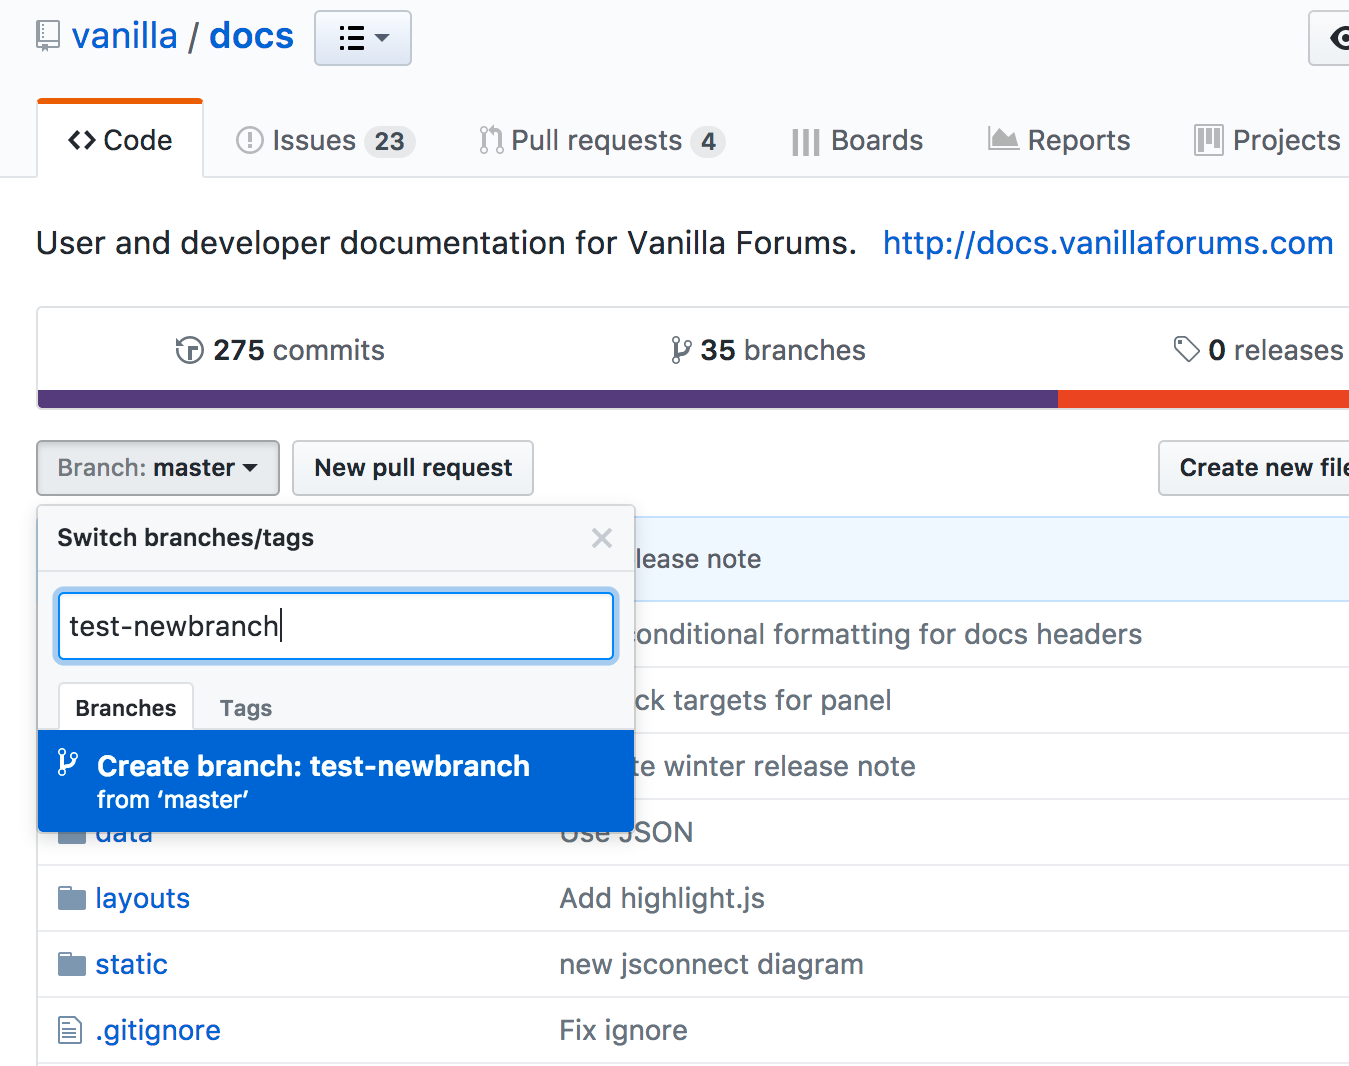 vanilla / docs
Code
Issues 23
Pull requests 4
Boards
Reports
Projects
User and developer documentation for Vanilla Forums. http://docs.vanillaforums.com
275 commits
35 branches
0 releases
Branch: master
New pull request
Create new file
Switch branches/tags
lease note
test-newbranch
onditional formatting for docs headers
Branches
Tags
ck targets for panel
Create branch: test-newbranch
from ‘master’
te winter release note
data
Use JSON
layouts
Add highlight.js
static
new jsconnect diagram
.gitignore
Fix ignore